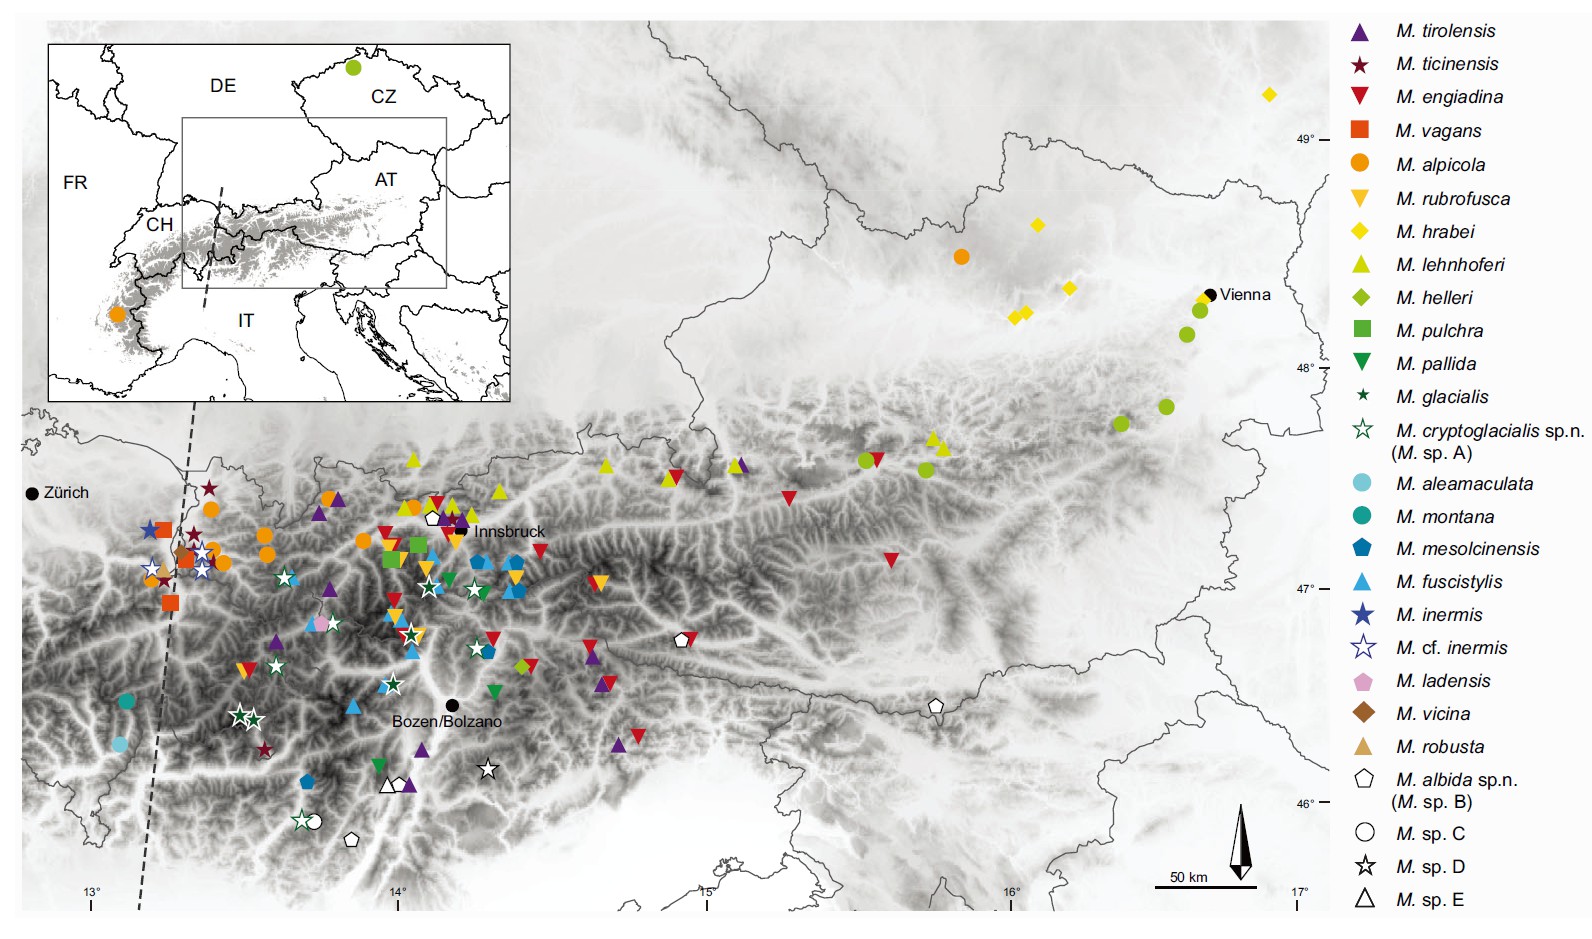 DE
CZ
FR
AT
CH
IT
49°
Vienna
48°
Zürich
Innsbruck
47°
Bozen/Bolzano
46°
50 km
13°
14°
15°
16°
17°
M. tirolensis
M. ticinensis
M. engiadina
M. vagans
M. alpicola
M. rubrofusca
M. hrabei
M. lehnhoferi
M. helleri
M. pulchra
M. pallida
M. glacialis
M. cryptoglacialis sp.n.
(M. sp. A)
M. aleamaculata
M. montana
M. mesolcinensis
M. fuscistylis
M. inermis
M. cf. inermis
M. ladensis
M. vicina
M. robusta
M. albida sp.n.
(M. sp. B)
M. sp. C
M. sp. D
M. sp. E